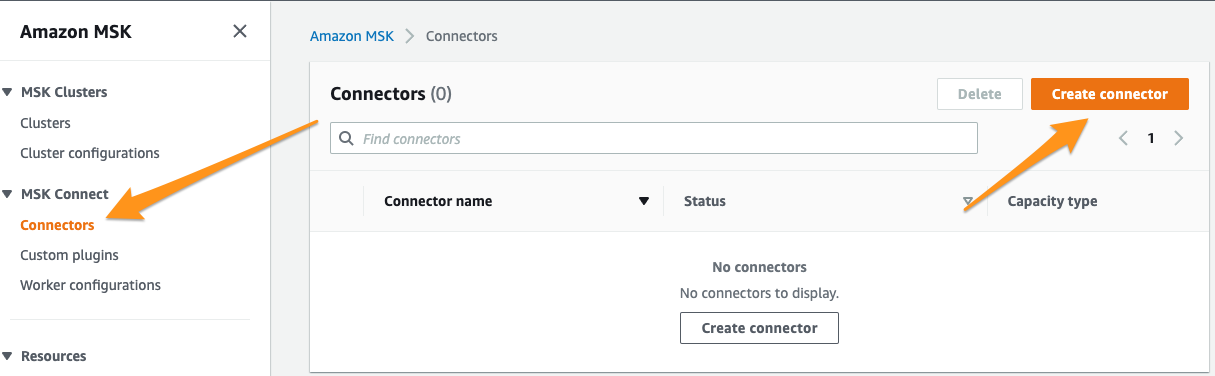 Amazon MSK
MSK Clusters
Clusters
Cluster configurations
MSK Connect
Connectors
Custom plugins
Worker configurations
Resources
Amazon MSK > Connectors
Connectors (0)
Delete
Create connector
Find connectors
1
Connector name
Status
Capacity type
No connectors
No connectors to display.
Create connector